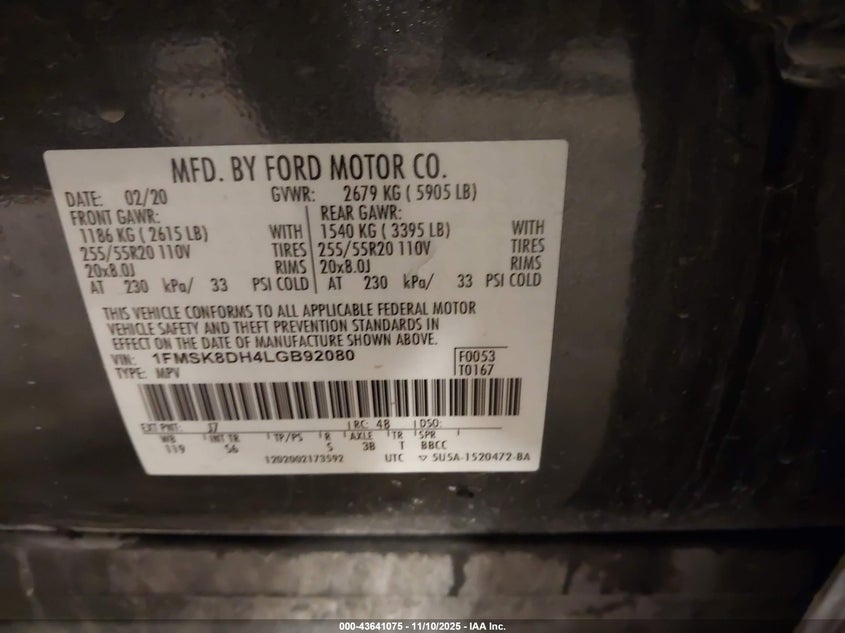 MFD. BY FORD MOTOR CO.
DATE: 02/20 GVWR: 2679 KG ( 5905 LB)
FRONT GAWR: REAR GAWR:
1186 KG ( 2615 LB) WITH 1540 KG ( 3395 LB) WITH
255/55R20 110V TIRES 255/55R20 110V TIRES
20x8.0J RIMS 20x8.0J RIMS
AT 230 kPa/ 33 PSI COLD AT 230 kPa/ 33 PSI COLD
THIS VEHICLE CONFORMS TO ALL APPLICABLE FEDERAL MOTOR
VEHICLE SAFETY AND THEFT PREVENTION STANDARDS IN
EFFECT ON THE DATE OF MANUFACTURE SHOWN ABOVE.
VIN: 1FMSK8DH4LGB92080 F0053
TYPE: MPV T0167
EXT PNT: J7 RC: 48 DSO:
WB INT TR TP/PS R AXLE TR SPR
119 S6 5 3B T BBCC
1202002173592 UTC 5U5A-1520472-BA
000-43641075 — 11/10/2025 — IAA Inc.